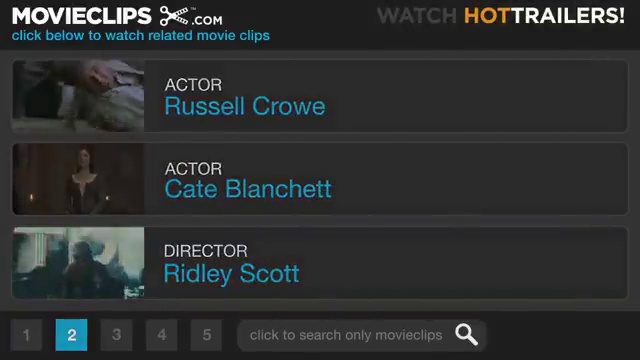 MOVIECLIPS .COM
WATCH HOTTRAILERS!
click below to watch related movie clips
ACTOR
Russell Crowe
ACTOR
Cate Blanchett
DIRECTOR
Ridley Scott
1 2 3 4 5 click to search only movieclips